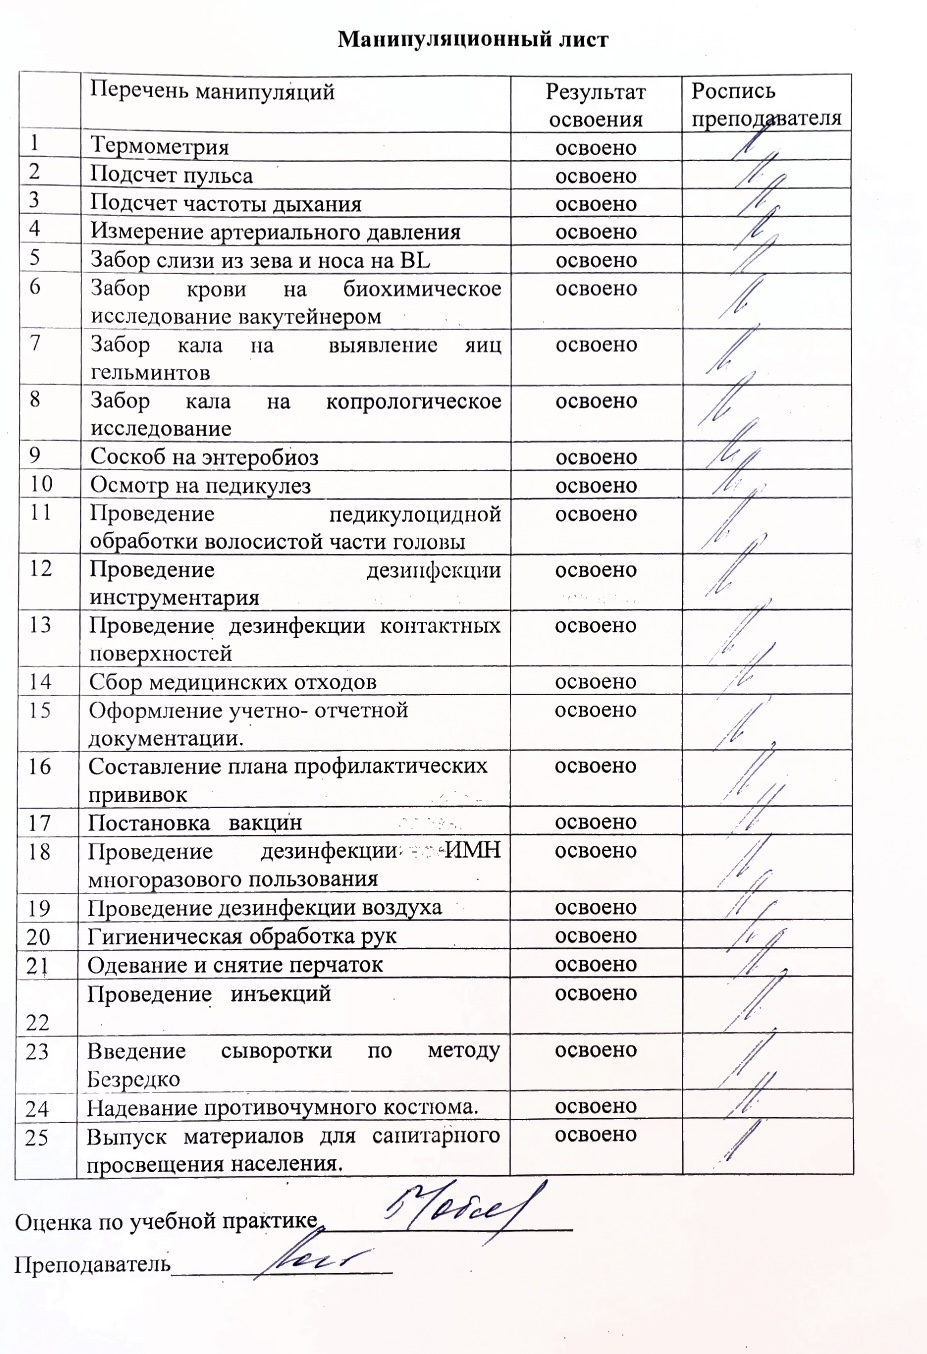 Манипуляционный лист
Перечень манипуляций
Результат освоения
Роспись преподавателя
1 Термометрия освоено
2 Подсчет пульса освоено
3 Подсчет частоты дыхания освоено
4 Измерение артериального давления освоено
5 Забор слизи из зева и носа на BL освоено
6 Забор крови на биохимическое освоено
исследование вакутейнером
7 Забор кала на выявление яиц освоено
гельминтов
8 Забор кала на копрологическое освоено
исследование
9 Соскоб на энтеробиоз освоено
10 Осмотр на педикулез освоено
11 Проведение педикулоцидной освоено
обработки волосистой части головы
12 Проведение дезинфекции освоено
инструментария
13 Проведение дезинфекции контактных освоено
поверхностей
14 Сбор медицинских отходов освоено
15 Оформление учетно- отчетной освоено
документации.
16 Составление плана профилактических освоено
прививок
17 Постановка вакцин освоено
18 Проведение дезинфекции ИМН освоено
многоразового пользования
19 Проведение дезинфекции воздуха освоено
20 Гигиеническая обработка рук освоено
21 Одевание и снятие перчаток освоено
Проведение инъекций освоено
22
23 Введение сыворотки по методу освоено
Безредко
24 Надевание противочумного костюма. освоено
25 Выпуск материалов для санитарного освоено
просвещения населения.
Оценка по учебной практике 5
Преподаватель